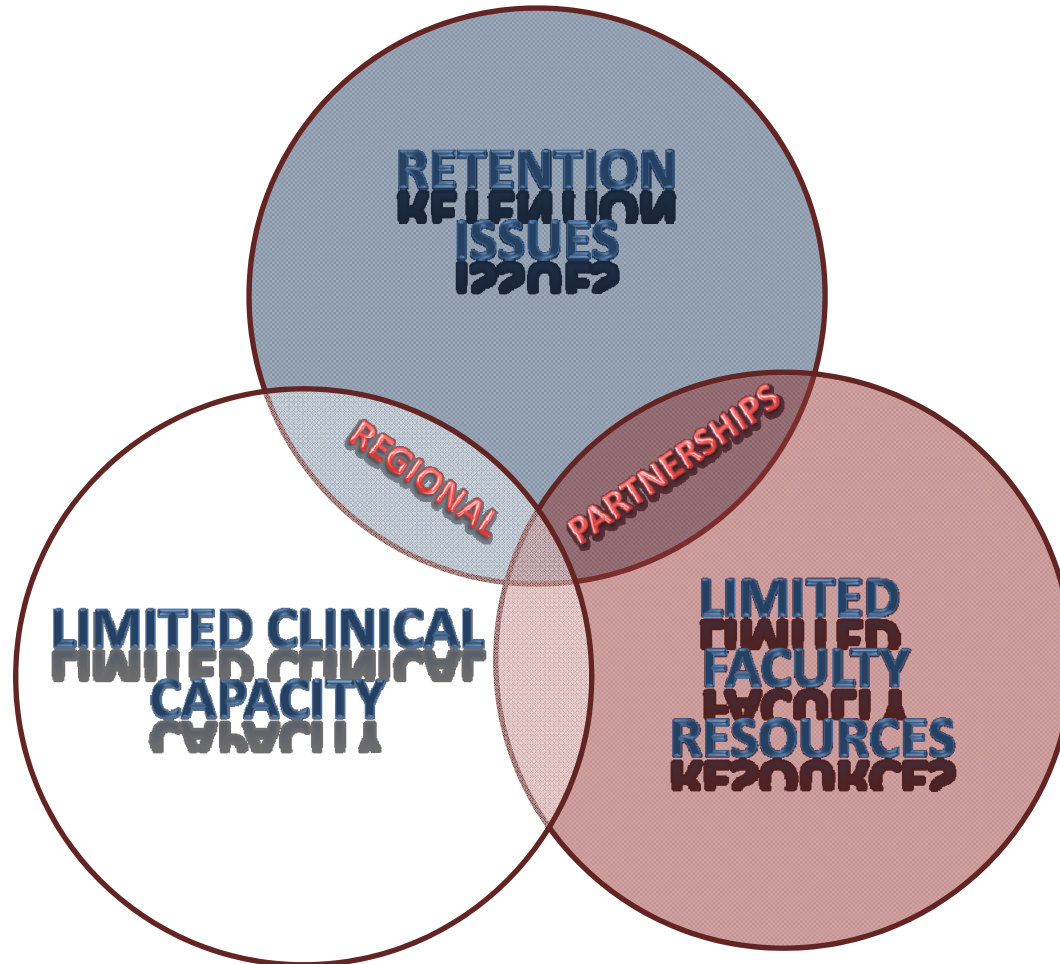 RETENTION
ISSUES
REGIONAL
PARTNERSHIPS
LIMITED CLINICAL
CAPACITY
LIMITED
FACULTY
RESOURCES